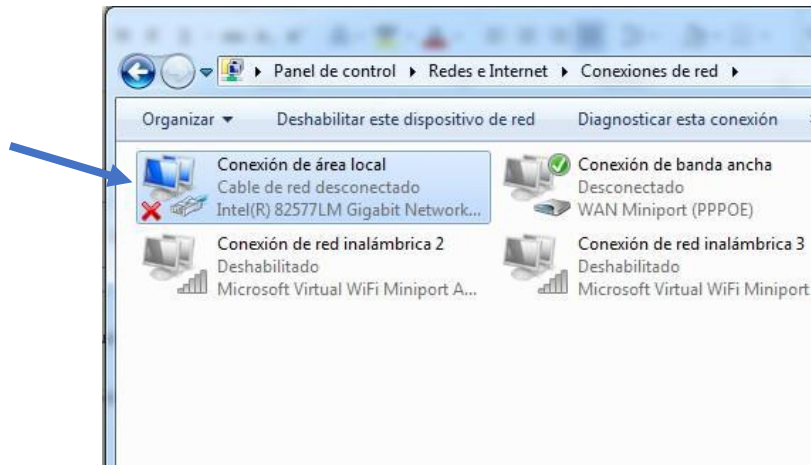 Panel de control Redes e Internet Conexiones de red
Organizar Deshabilitar este dispositivo de red Diagnosticar esta conexión
Conexión de área local
Cable de red desconectado
Intel(R) 82577LM Gigabit Network...
Conexión de banda ancha
Desconectado
WAN Miniport (PPPOE)
Conexión de red inalámbrica 2
Deshabilitado
Microsoft Virtual WiFi Miniport A...
Conexión de red inalámbrica 3
Deshabilitado
Microsoft Virtual WiFi Miniport